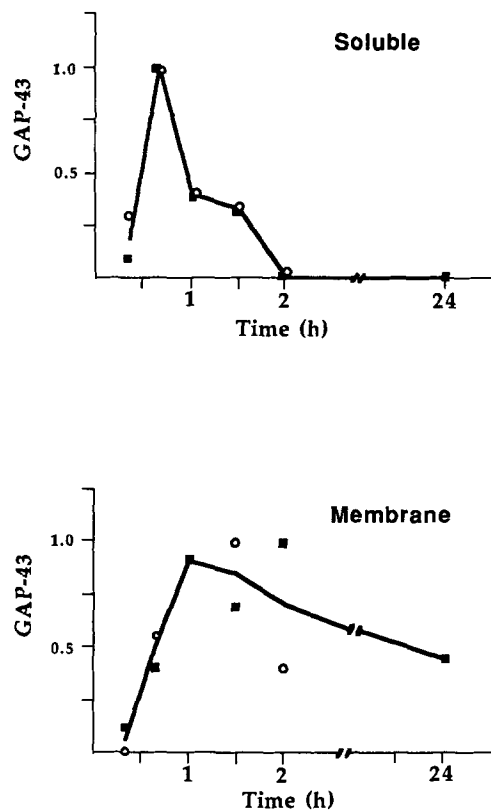 Soluble
GAP-43
1.0
0.5
1 2 24
Time (h)
Membrane
GAP-43
1.0
0.5
1 2 24
Time (h)